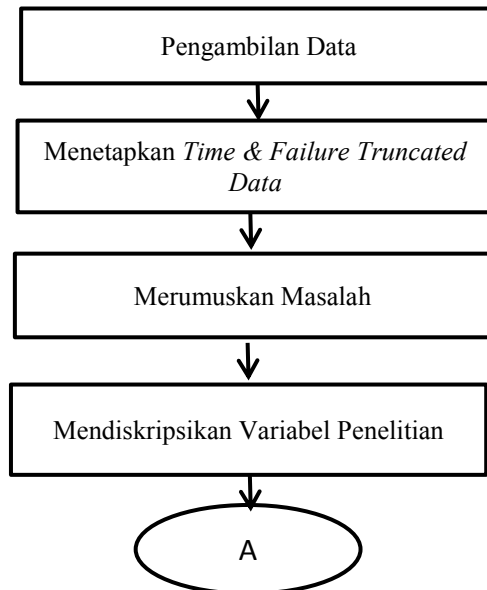 Pengambilan Data
Menetapkan Time & Failure Truncated
Data
Merumuskan Masalah
Mendiskripsikan Variabel Penelitian
A